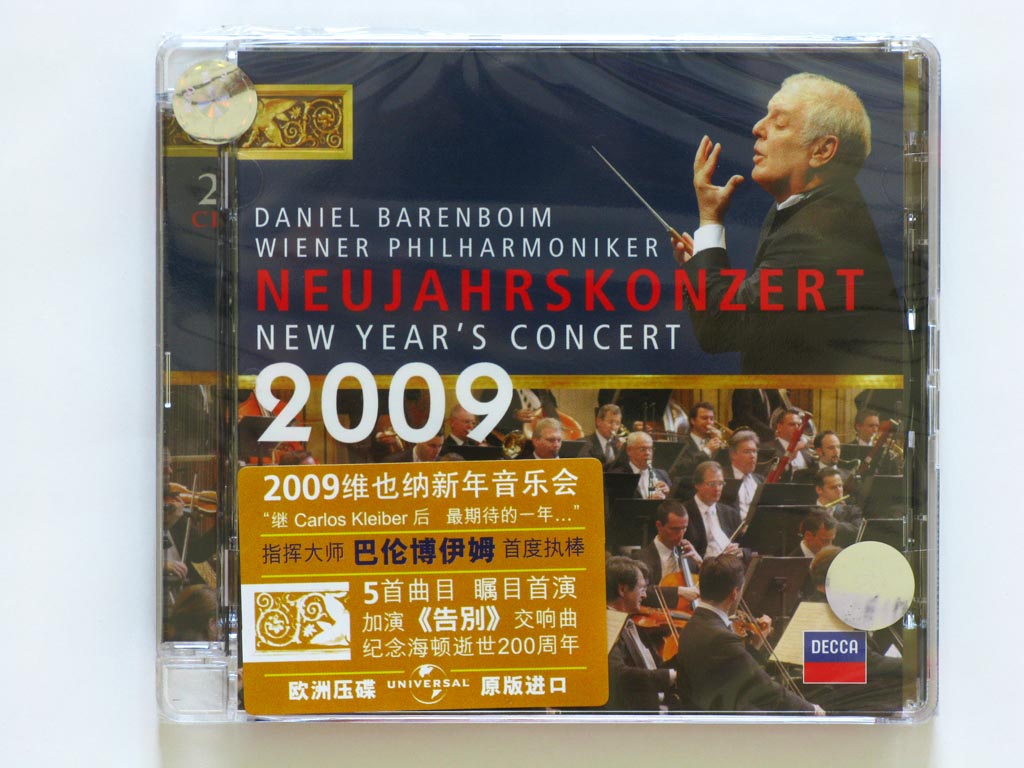 2
CD
DANIEL BARENBOIM
WIENER PHILHARMONIKER
NEUJAHRSKONZERT
NEW YEAR'S CONCERT
2009
2009维也纳新年音乐会
“继 Carlos Kleiber 后 最期待的一年...”
指挥大师 巴伦博伊姆 首度执棒
5首曲目 瞩目首演
加演《告别》交响曲
纪念海顿逝世200周年
欧洲压碟 UNIVERSAL 原版进口
DECCA